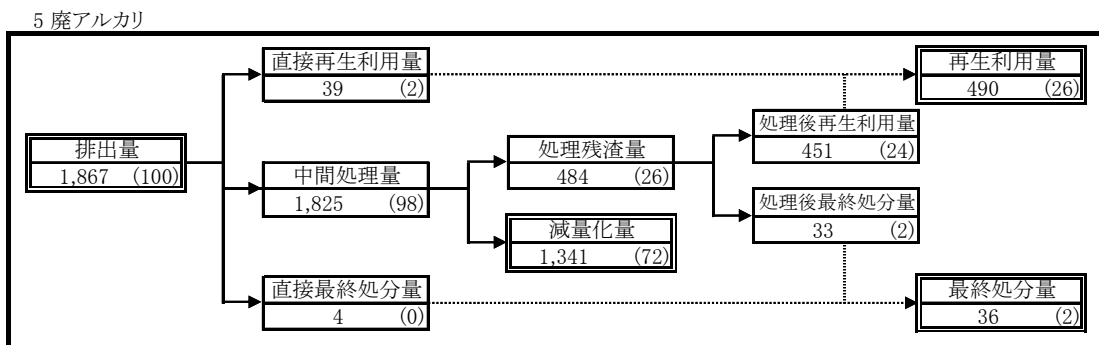 5 廃アルカリ
直接再生利用量
39 (2)
再生利用量
490 (26)
処理後再生利用量
451 (24)
排出量
1,867 (100)
処理残渣量
484 (26)
中間処理量
1,825 (98)
処理後最終処分量
33 (2)
減量化量
1,341 (72)
直接最終処分量
4 (0)
最終処分量
36 (2)